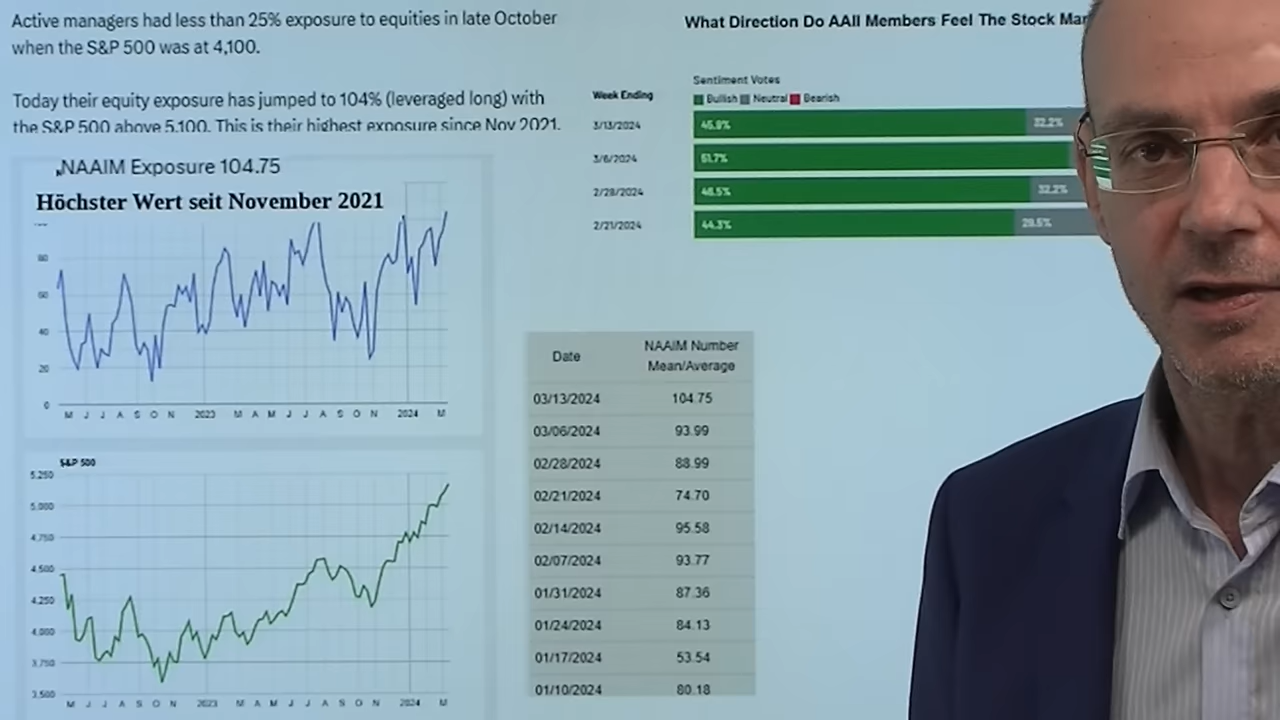 Active managers had less than 25% exposure to equities in late October
when the S&P 500 was at 4,100.
Today their equity exposure has jumped to 104% (leveraged long) with
the S&P 500 above 5,100. This is their highest exposure since Nov 2021.
NAAIM Exposure 104.75
Höchster Wert seit November 2021
80
60
40
20
0
M J J A S O N 2023 M A M J J A S O N 2024 M
S&P 500
5,250
5,000
4,750
4,500
4,250
4,000
3,750
3,500
M J J A S O N 2023 M A M J J A S O N 2024 M
What Direction Do AAII Members Feel The Stock Mar
Sentiment Votes
Week Ending
Bullish Neutral Bearish
3/13/2024 45.9% 32.2%
3/6/2024 51.7%
2/28/2024 46.5% 32.2%
2/21/2024 44.3% 29.5%
Date NAAIM Number
Mean/Average
03/13/2024 104.75
03/06/2024 93.99
02/28/2024 88.99
02/21/2024 74.70
02/14/2024 95.58
02/07/2024 93.77
01/31/2024 87.36
01/24/2024 84.13
01/17/2024 53.54
01/10/2024 80.18